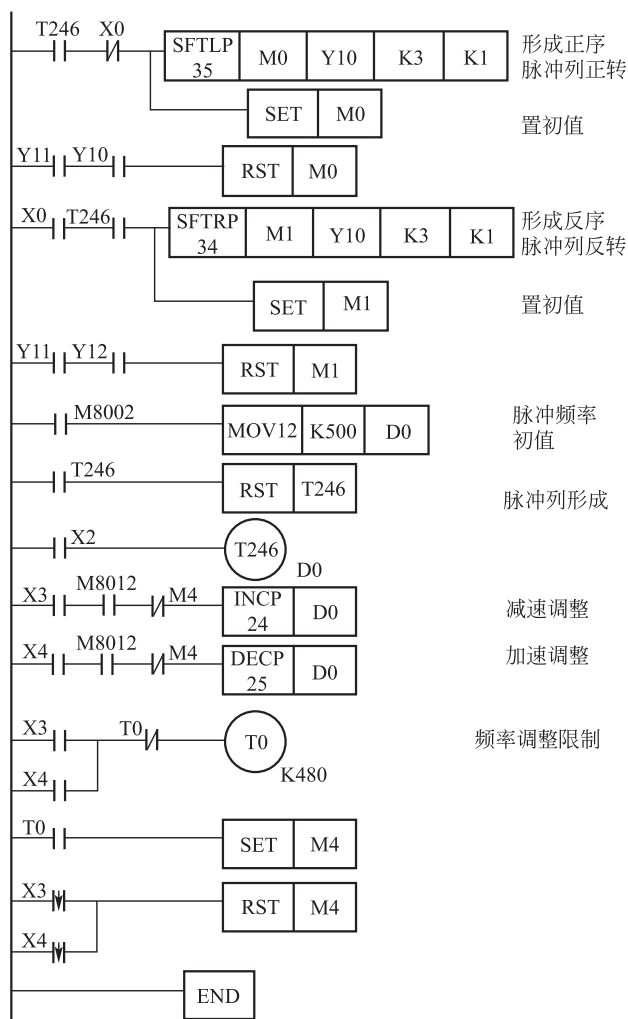 T246 X0
SFTLP 35 M0 Y10 K3 K1
形成正序
脉冲列正转
SET M0
置初值
Y11 Y10
RST M0
X0 T246
SFTRP 34 M1 Y10 K3 K1
形成反序
脉冲列反转
SET M1
置初值
Y11 Y12
RST M1
M8002
MOV12 K500 D0
脉冲频率
初值
T246
RST T246
脉冲列形成
X2
T246
D0
X3 M8012 M4
INCP 24 D0
减速调整
X4 M8012 M4
DECP 25 D0
加速调整
X3 T0
T0
K480
频率调整限制
X4
T0
SET M4
X3
RST M4
X4
END